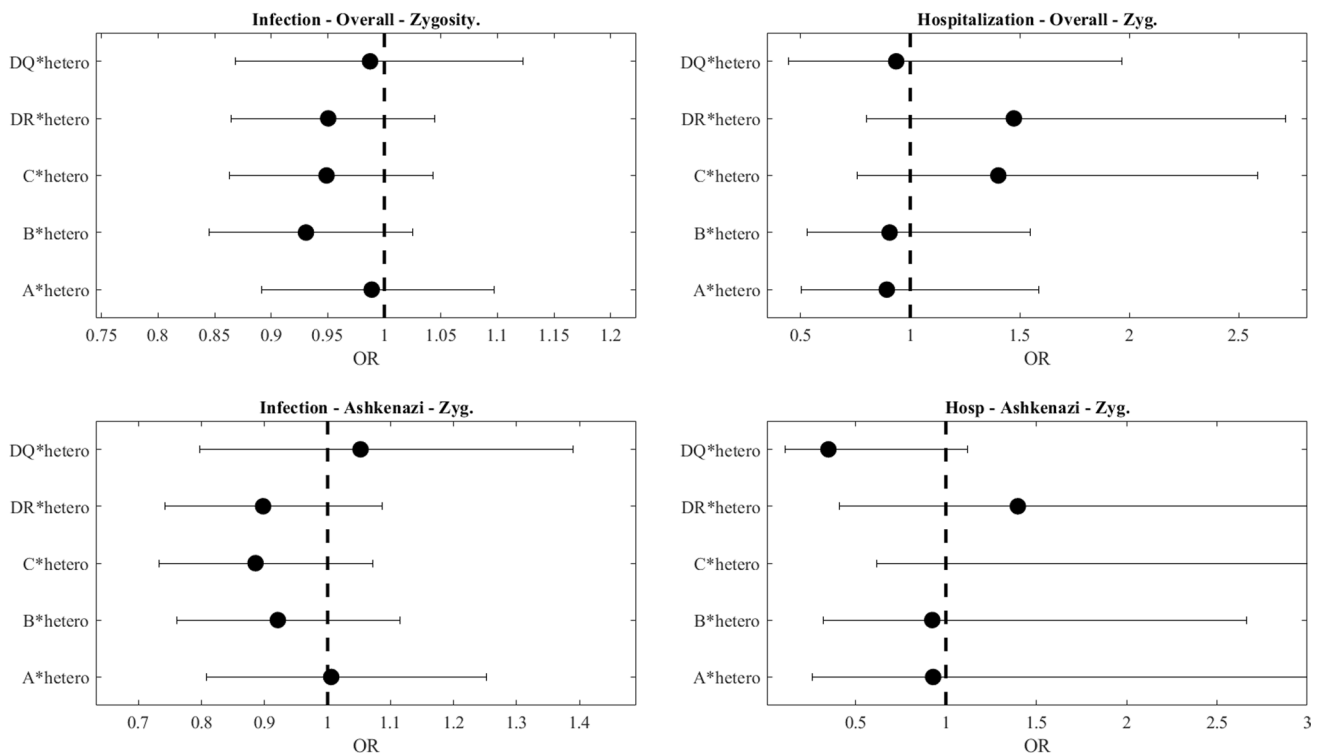 Infection - Overall - Zygosity.
DQ*hetero
DR*hetero
C*hetero
B*hetero
A*hetero
0.75 0.8 0.85 0.9 0.95 1 1.05 1.1 1.15 1.2
OR
Hospitalization - Overall - Zyg.
DQ*hetero
DR*hetero
C*hetero
B*hetero
A*hetero
0.5 1 1.5 2 2.5
OR
Infection - Ashkenazi - Zyg.
DQ*hetero
DR*hetero
C*hetero
B*hetero
A*hetero
0.7 0.8 0.9 1 1.1 1.2 1.3 1.4
OR
Hosp - Ashkenazi - Zyg.
DQ*hetero
DR*hetero
C*hetero
B*hetero
A*hetero
0.5 1 1.5 2 2.5 3
OR